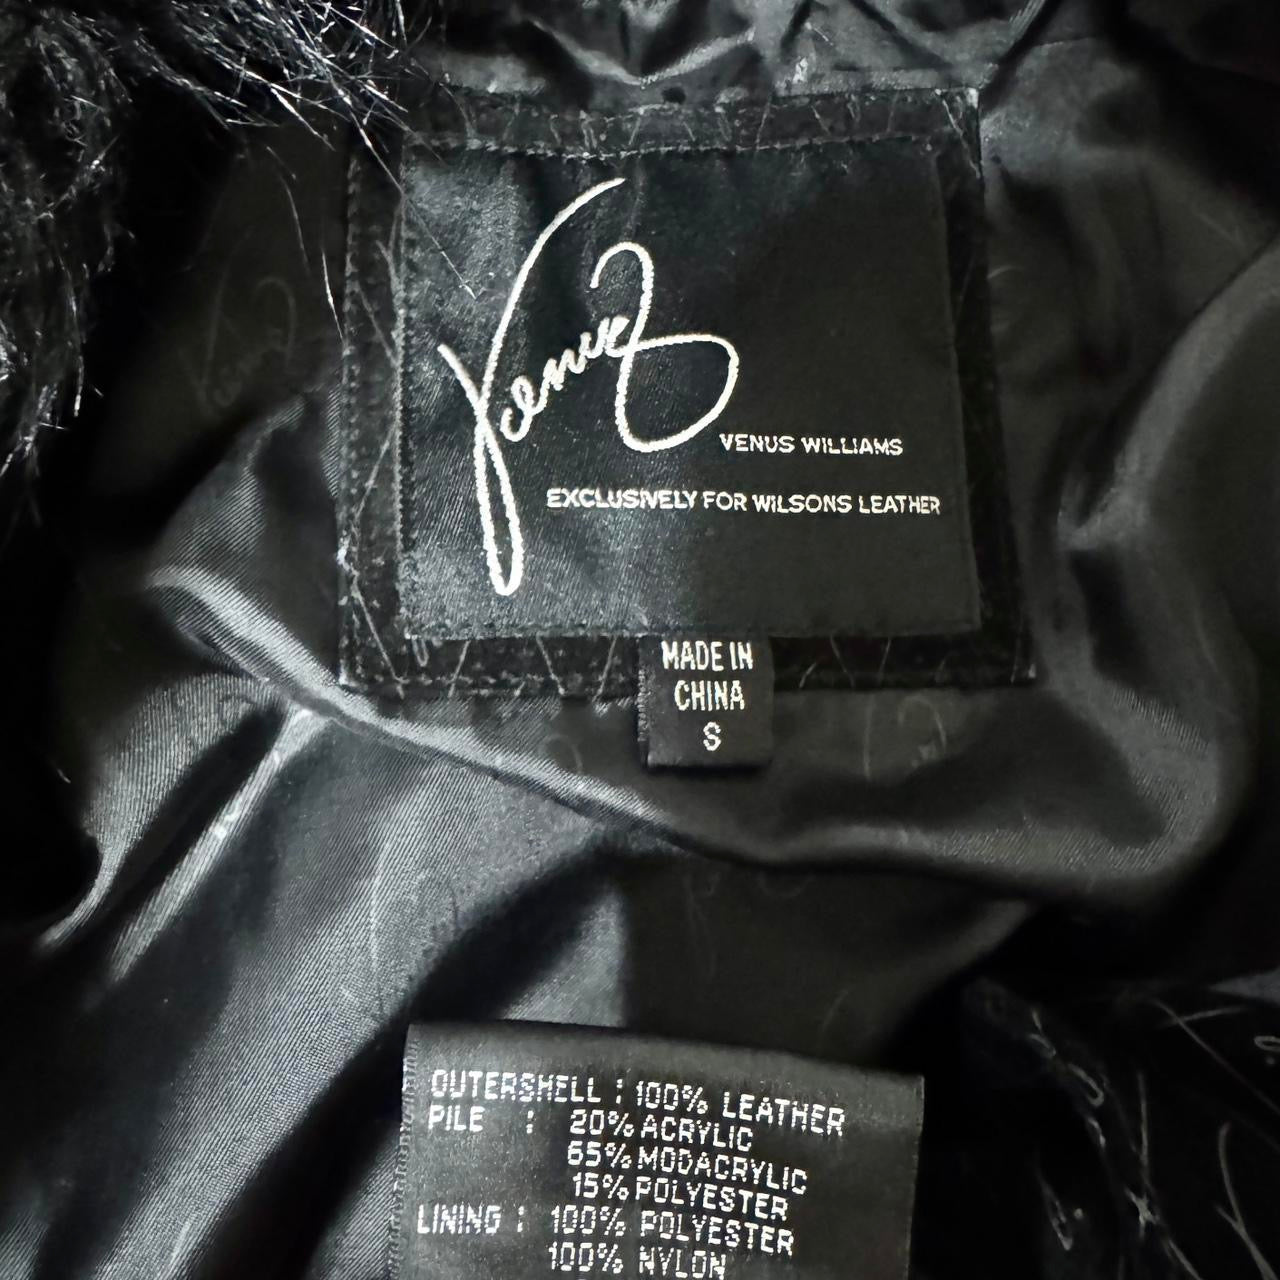 Venus
VENUS WILLIAMS
EXCLUSIVELY FOR WILSONS LEATHER
MADE IN
CHINA
S
OUTERSHELL : 100% LEATHER
PILE : 20% ACRYLIC
65% MODACRYLIC
15% POLYESTER
LINING : 100% POLYESTER
100% NYLON